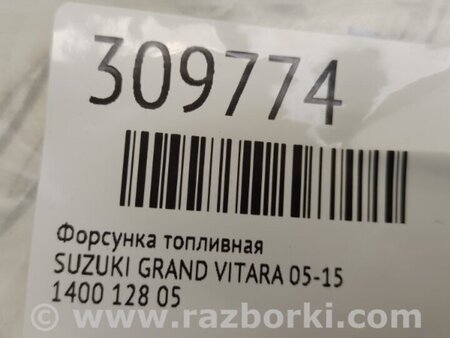 309774
Форсунка топливная
SUZUKI GRAND VITARA 05-15
1400 128 05
© www.razborki.com